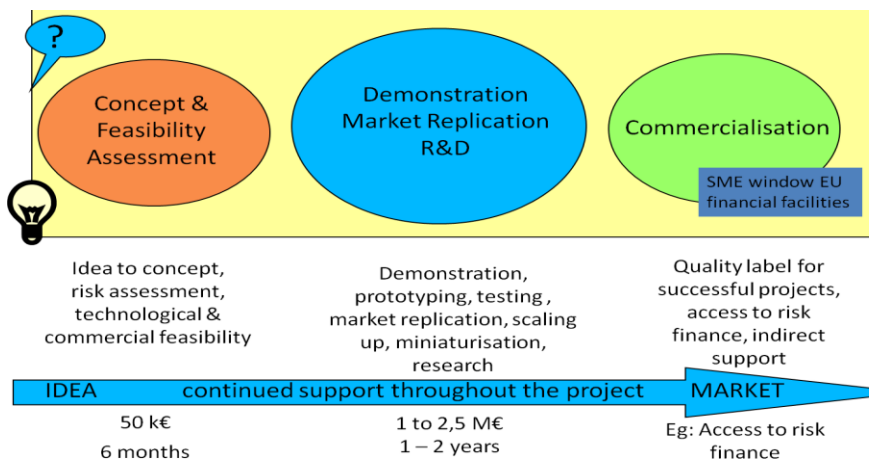 ?
Concept &
Feasibility
Assessment
Demonstration
Market Replication
R&D
Commercialisation
SME window EU
financial facilities
Idea to concept,
risk assessment,
technological &
commercial feasibility
Demonstration,
prototyping, testing ,
market replication, scaling
up, miniaturisation,
research
Quality label for
successful projects,
access to risk
finance, indirect
support
IDEA continued support throughout the project MARKET
50 k€
6 months
1 to 2,5 M€
1 – 2 years
Eg: Access to risk
finance